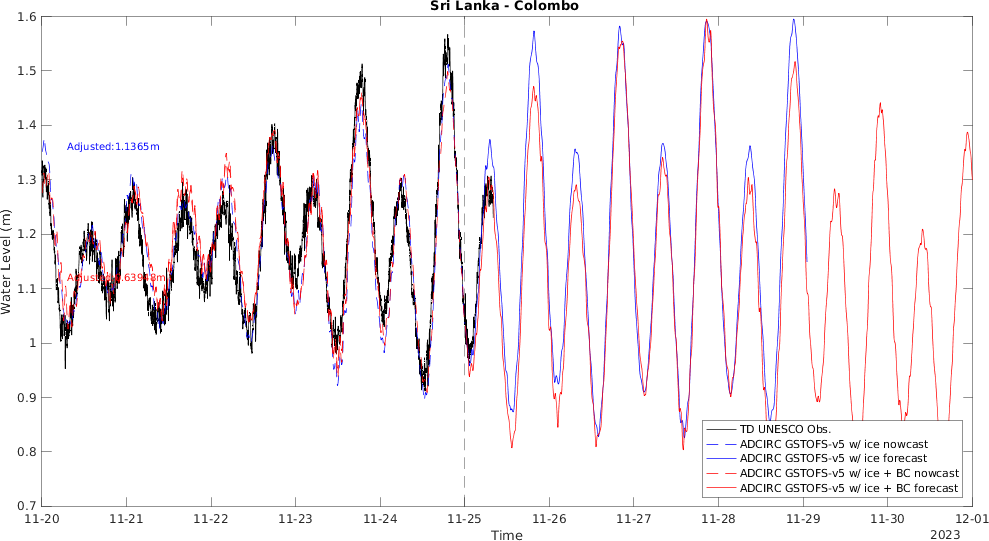 Sri Lanka - Colombo
1.6
1.5
1.4
1.3
1.2
1.1
1
0.9
0.8
0.7
Water Level (m)
Adjusted:1.1365m
TD UNESCO Obs.
ADCIRC GSTOFS-v5 w/ ice nowcast
ADCIRC GSTOFS-v5 w/ ice forecast
ADCIRC GSTOFS-v5 w/ ice + BC nowcast
ADCIRC GSTOFS-v5 w/ ice + BC forecast
11-20 11-21 11-22 11-23 11-24 11-25 11-26 11-27 11-28 11-29 11-30 12-01
Time
2023